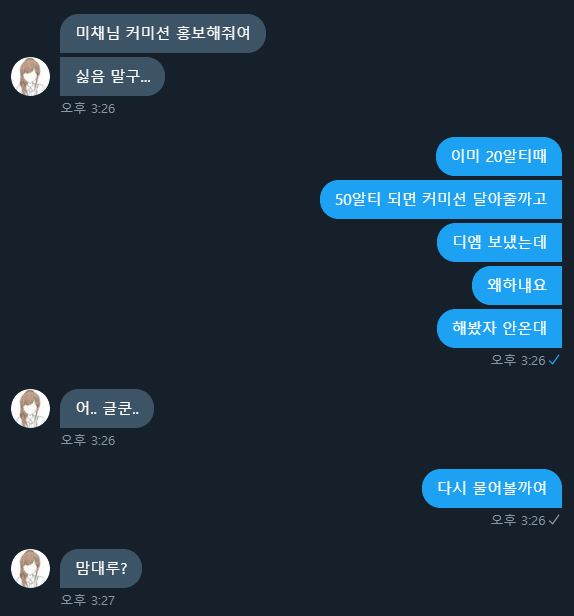 미채님 커미션 홍보해줘여
싫음 말구...
오후 3:26
이미 20알티때
50알티 되면 커미션 달아줄까고
디엠 보냈는데
왜하내요
해봤자 안온대
오후 3:26
어.. 글쿤..
오후 3:26
다시 물어볼까여
오후 3:26
맘대루?
오후 3:27